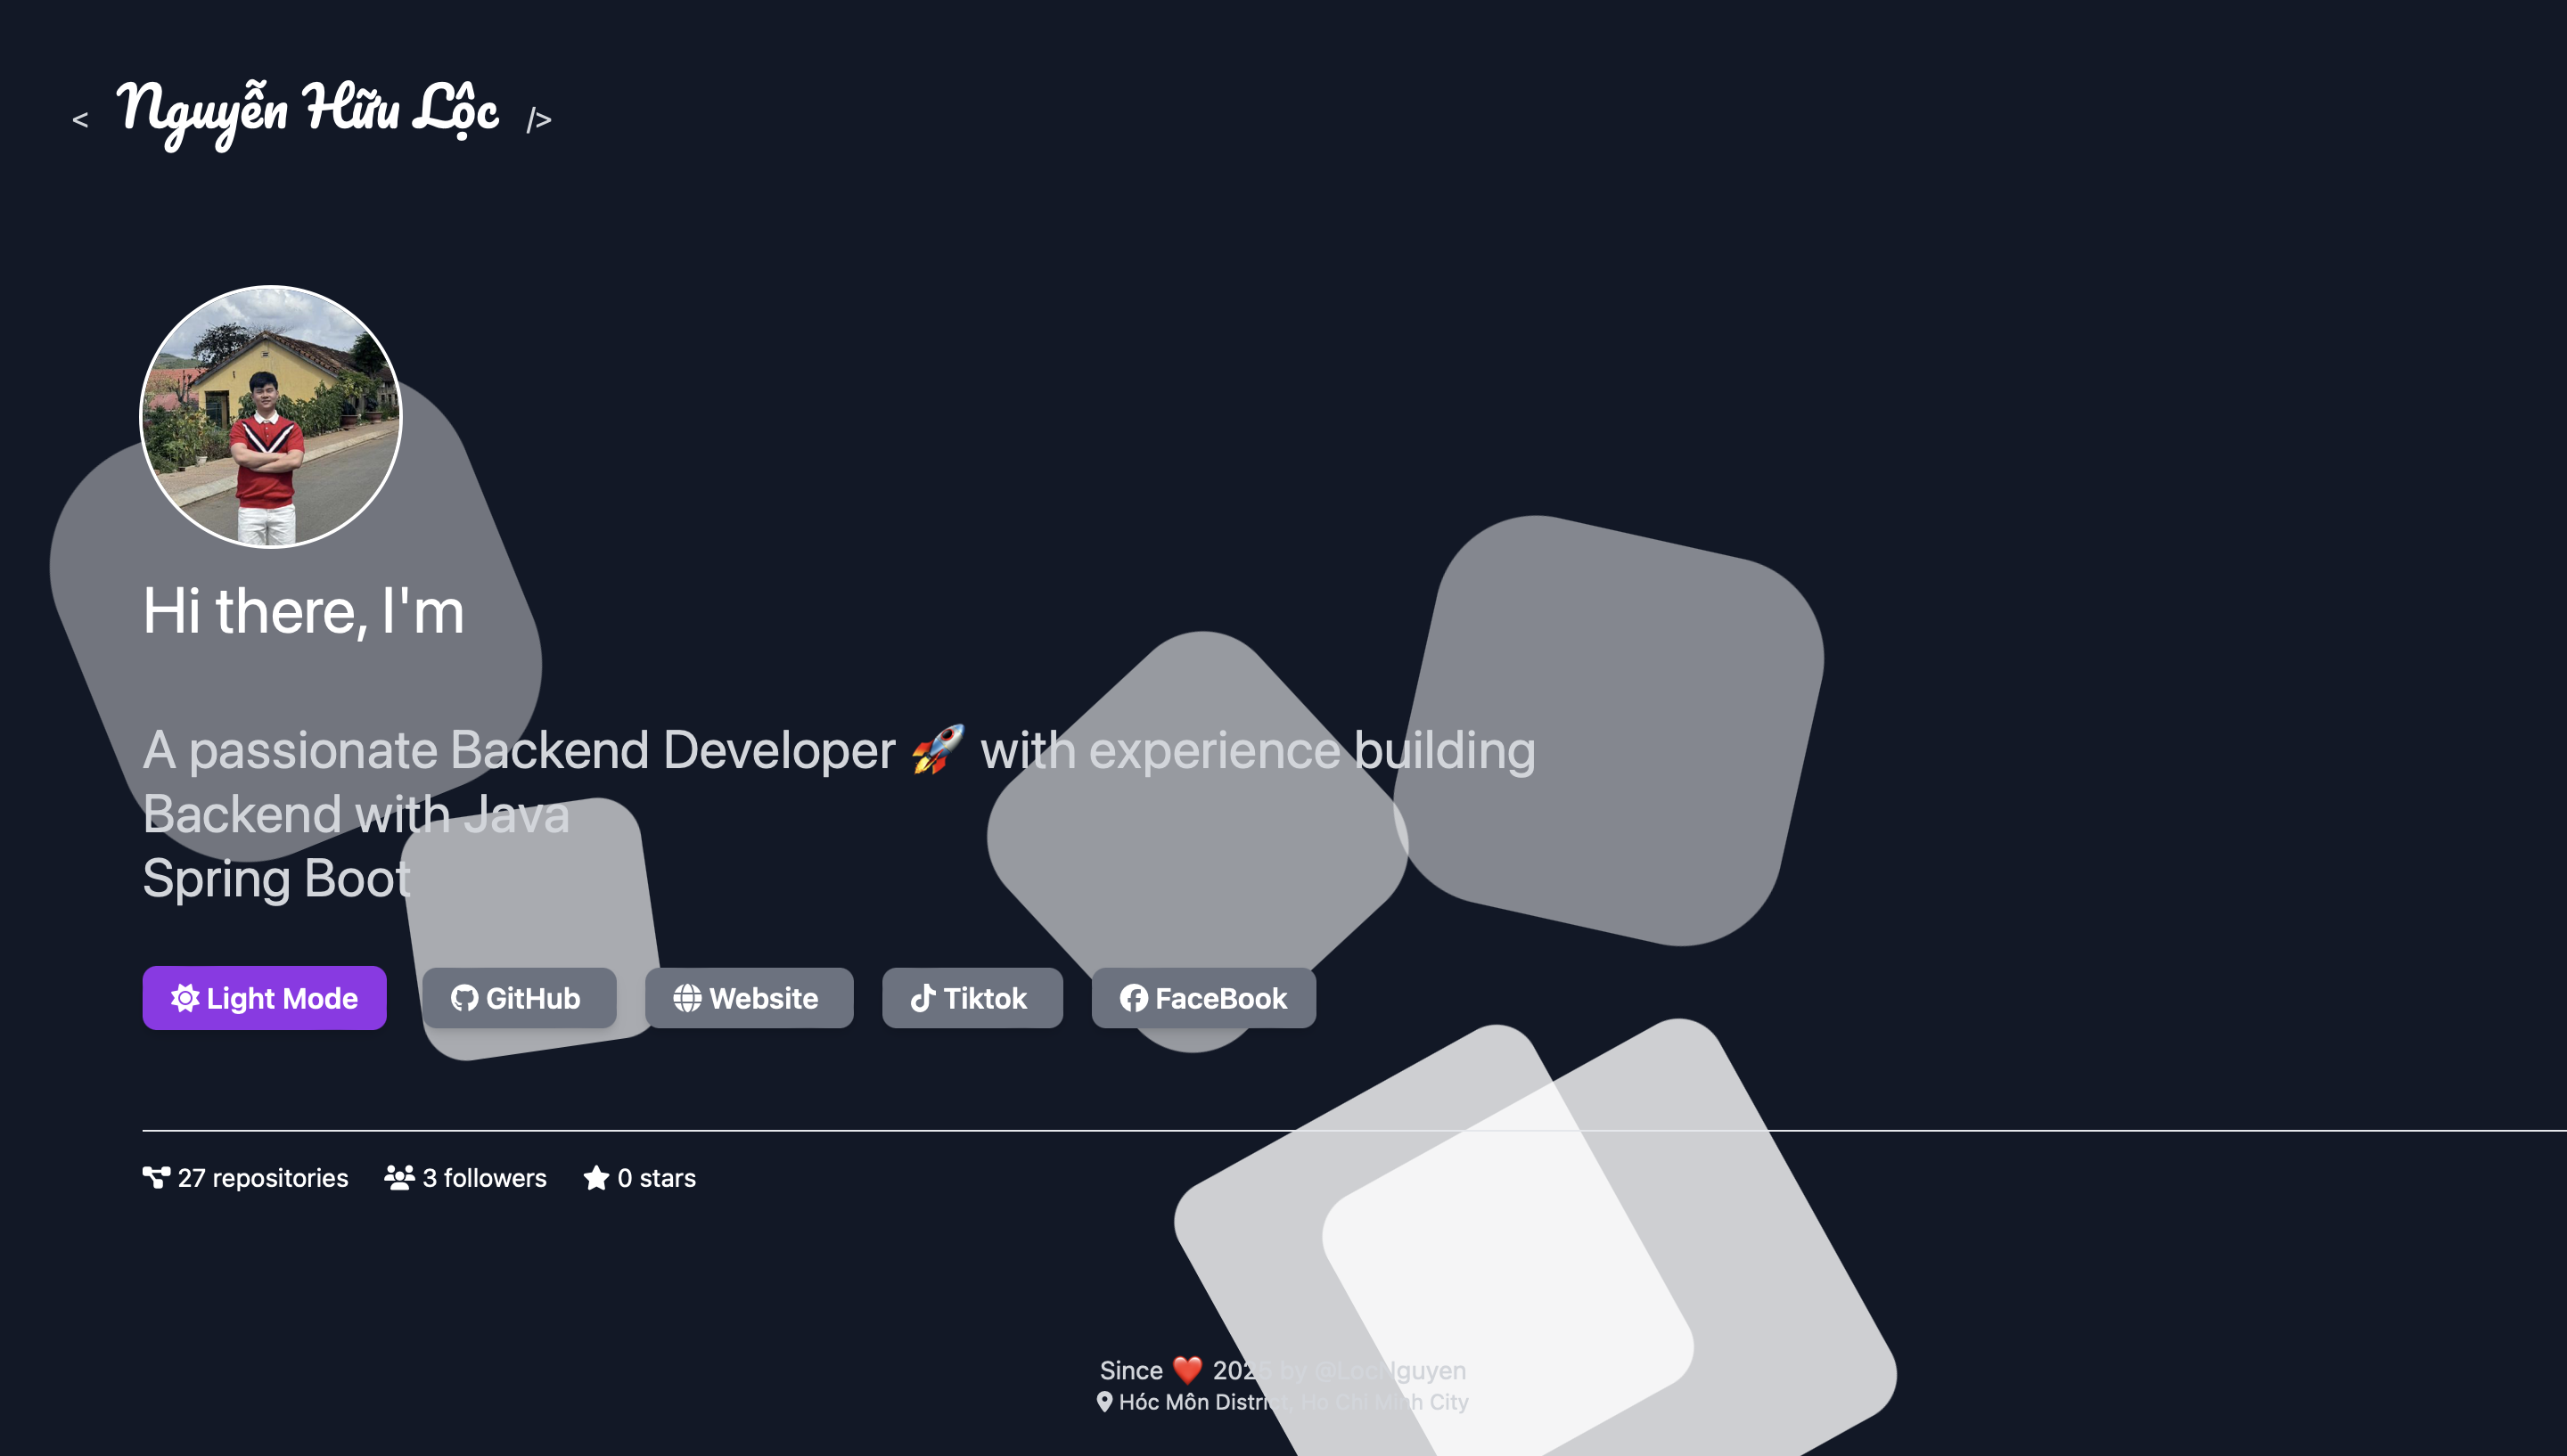 < Nguyễn Hữu Lộc />
Hi there, I'm
A passionate Backend Developer 🚀 with experience building
Backend with Java
Spring Boot
Light Mode GitHub Website Tiktok FaceBook
27 repositories 3 followers 0 stars
Since ❤️ 2025 by @LocNguyen
Hóc Môn District, Ho Chi Minh City